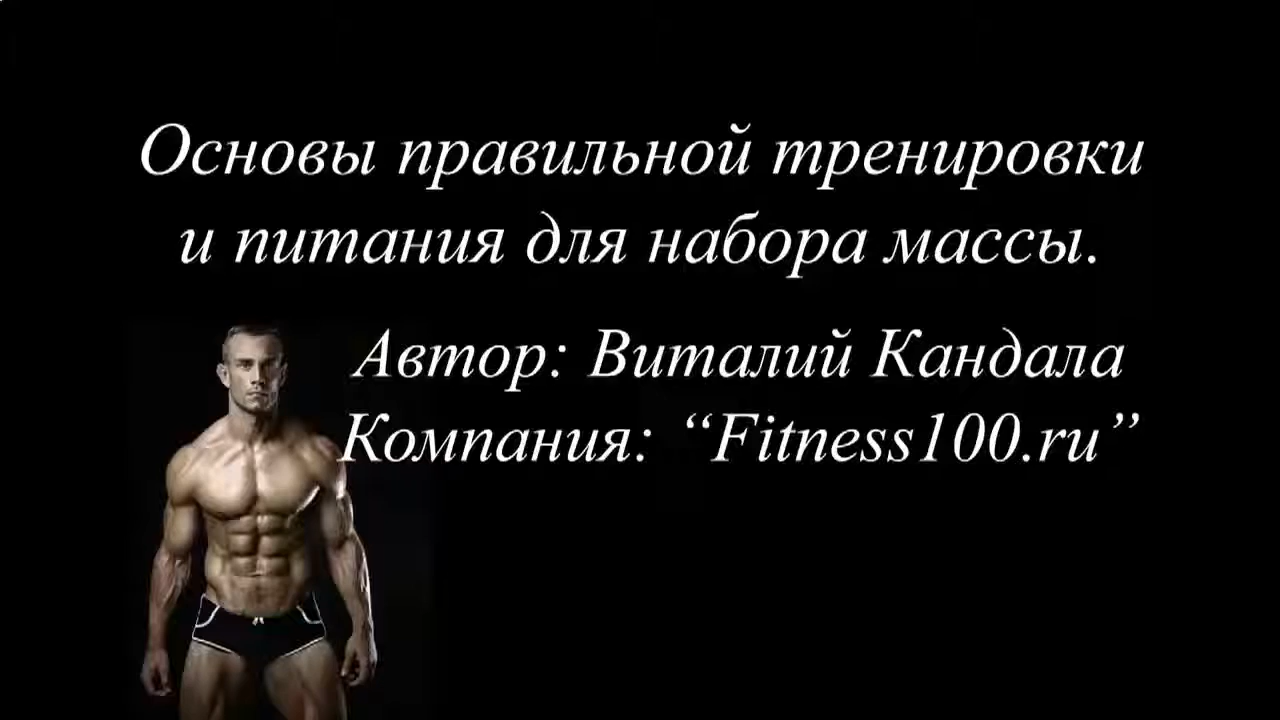 Основы правильной тренировки
и питания для набора массы.
Автор: Виталий Кандала
Компания: “Fitness100.ru”